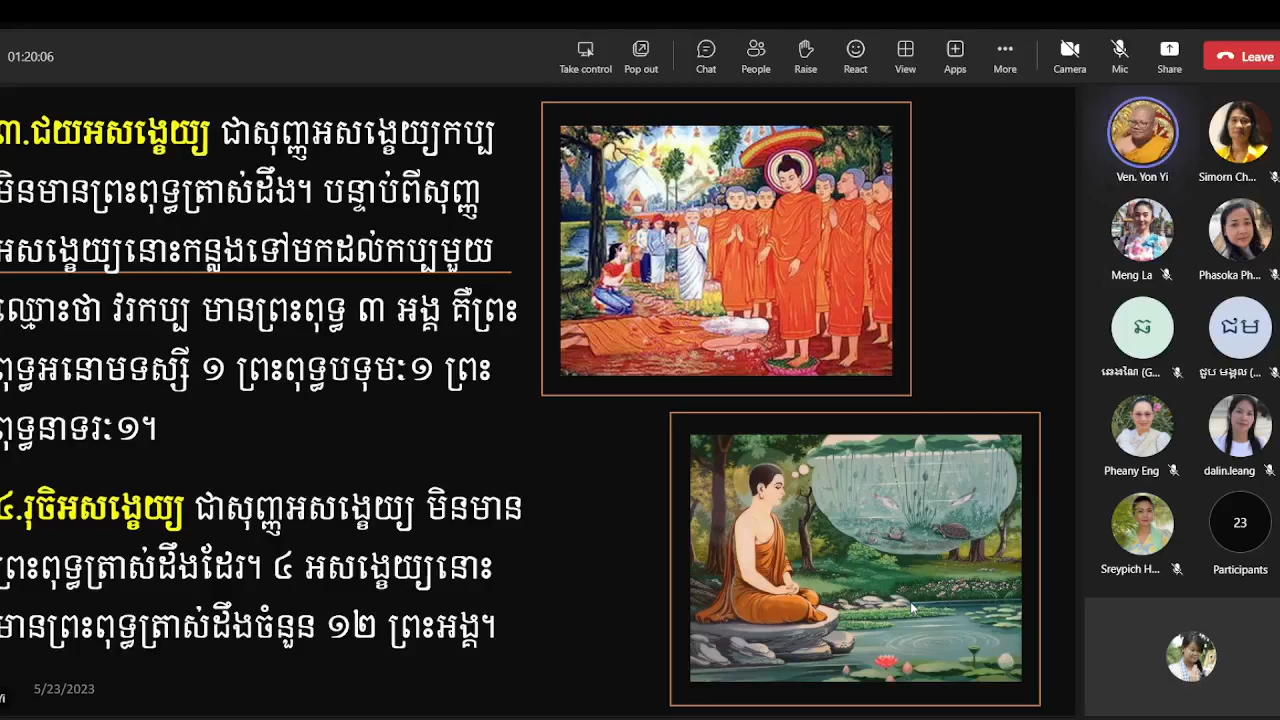 01:20:06
Take control
Pop out
Chat
People
Raise
React
View
Apps
More
Camera
Mic
Share
Leave
៣.ជយអសង្ខេយ្យ ជាសុញ្ញអសង្ខេយ្យកប្ប
មិនមានព្រះពុទ្ធត្រាស់ដឹង។ បន្ទាប់ពីសុញ្ញ
អសង្ខេយ្យនោះកន្លងទៅមកដល់កប្បមួយ
ឈ្មោះថា វរកប្ប មានព្រះពុទ្ធ ៣ អង្គ គឺព្រះ
ពុទ្ធអនោមទស្សី ១ ព្រះពុទ្ធបទុមៈ១ ព្រះ
ពុទ្ធនាទរៈ១។
៤.រុចិអសង្ខេយ្យ ជាសុញ្ញអសង្ខេយ្យ មិនមាន
ព្រះពុទ្ធត្រាស់ដឹងដែរ។ ៤ អសង្ខេយ្យនោះ
មានព្រះពុទ្ធត្រាស់ដឹងចំនួន ១២ ព្រះអង្គ។
5/23/2023
Ven. Yon Yi
Simorn Ch...
Meng La
Phasoka Ph...
ឆ
ជម
ឆេងណៃ (G...
ជួប មង្គល (...
Pheany Eng
dalin.leang
Sreypich H...
23
Participants